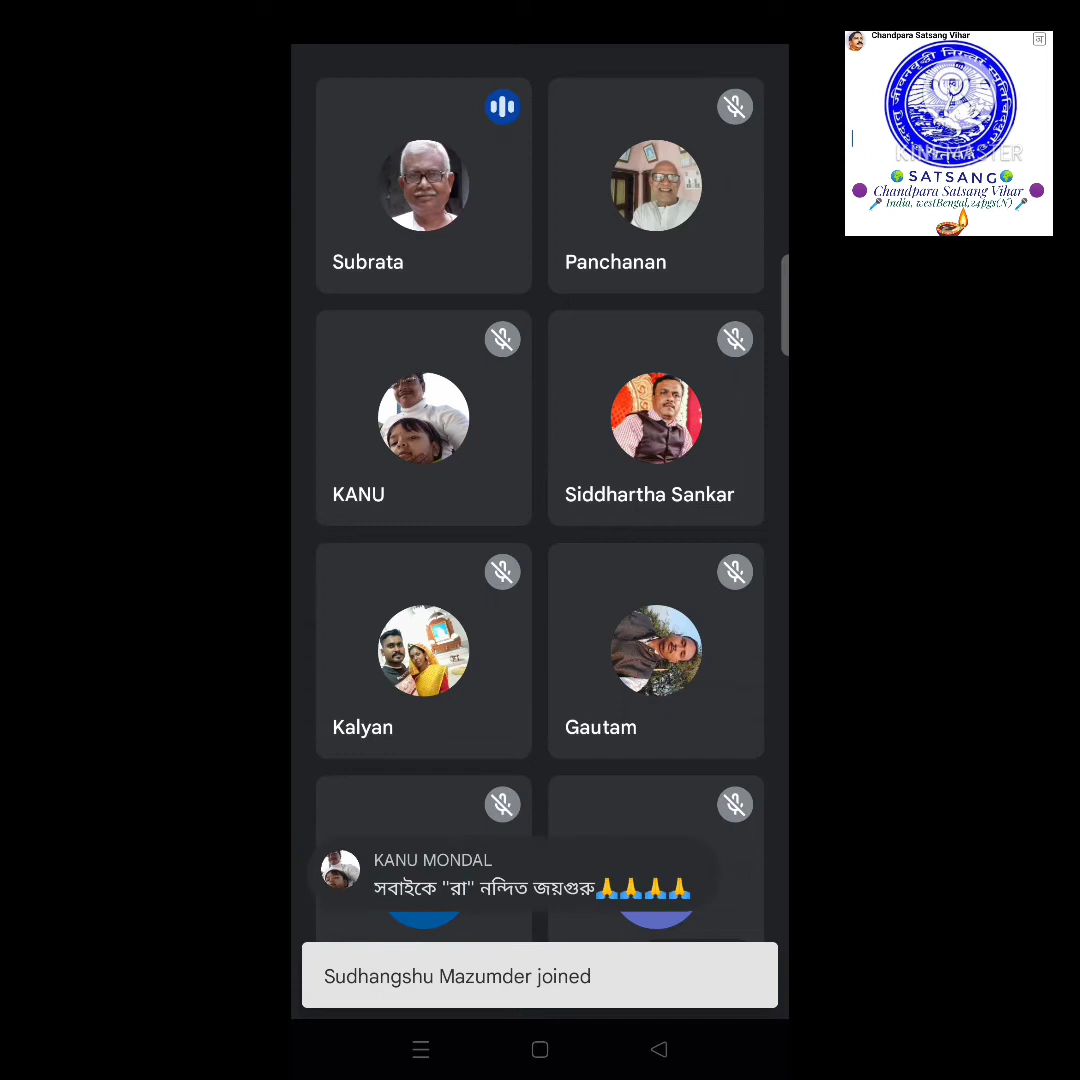 Chandpara Satsang Vihar
KINEMASTER
SATSANG
Chandpara Satsang Vihar
India, westBengal,24pgs(N)
Subrata
Panchanan
KANU
Siddhartha Sankar
Kalyan
Gautam
KANU MONDAL
সবাইকে "রা" নন্দিত জয়গুরু🙏🙏🙏🙏
Sudhangshu Mazumder joined